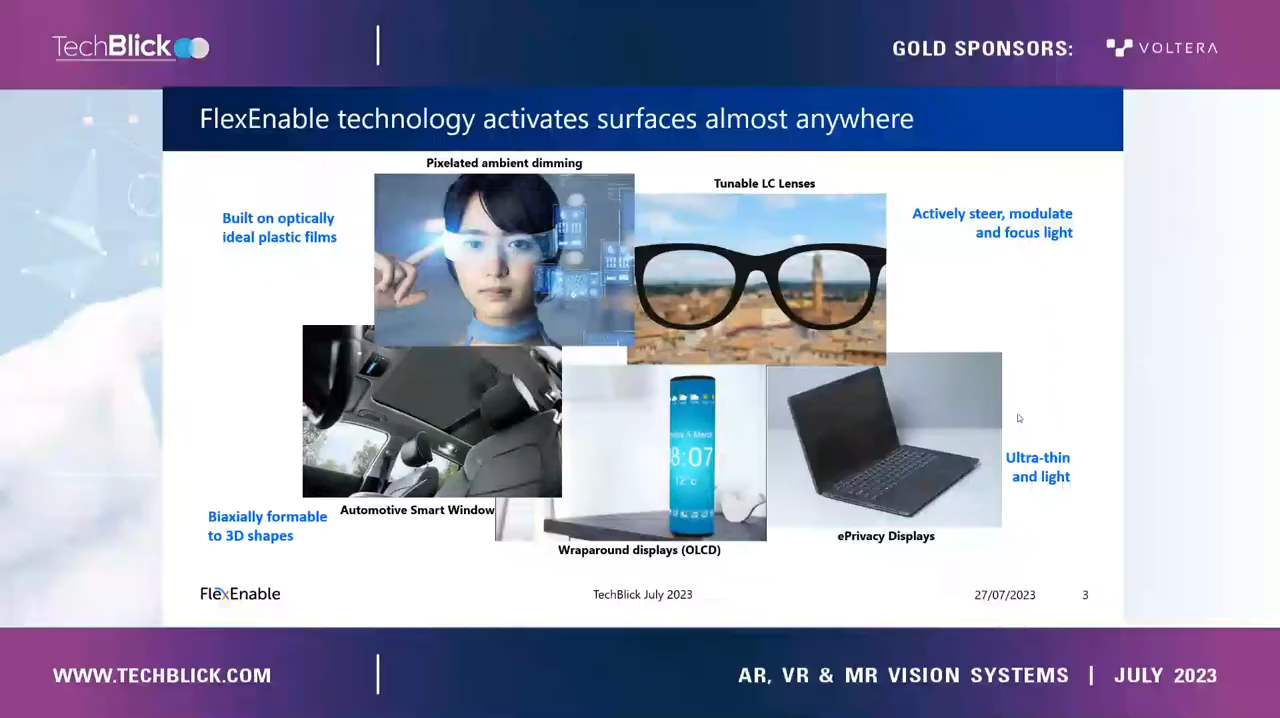 TechBlick
GOLD SPONSORS:
VOLTERA
FlexEnable technology activates surfaces almost anywhere
Pixelated ambient dimming
Tunable LC Lenses
Built on optically
ideal plastic films
Actively steer, modulate
and focus light
8:07
12°c
Ultra-thin
and light
Biaxially formable
to 3D shapes
Automotive Smart Window
Wraparound displays (OLCD)
ePrivacy Displays
FlexEnable
TechBlick July 2023
27/07/2023
3
WWW.TECHBLICK.COM
AR, VR & MR VISION SYSTEMS | JULY 2023